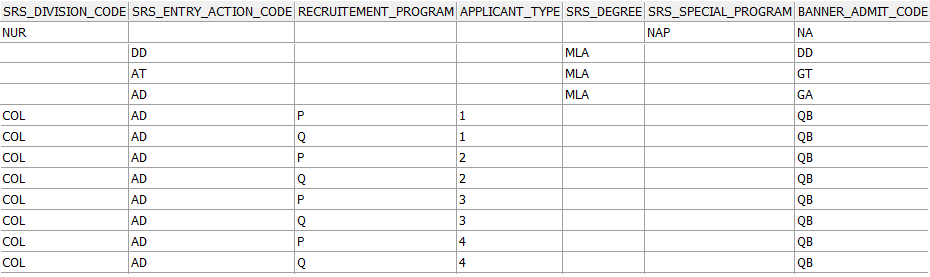 SRS_DIVISION_CODE SRS_ENTRY_ACTION_CODE RECRUITEMENT_PROGRAM APPLICANT_TYPE SRS_DEGREE SRS_SPECIAL_PROGRAM BANNER_ADMIT_CODE
NUR NAP NA
DD MLA DD
AT MLA GT
AD MLA GA
COL AD P 1 QB
COL AD Q 1 QB
COL AD P 2 QB
COL AD Q 2 QB
COL AD P 3 QB
COL AD Q 3 QB
COL AD P 4 QB
COL AD Q 4 QB